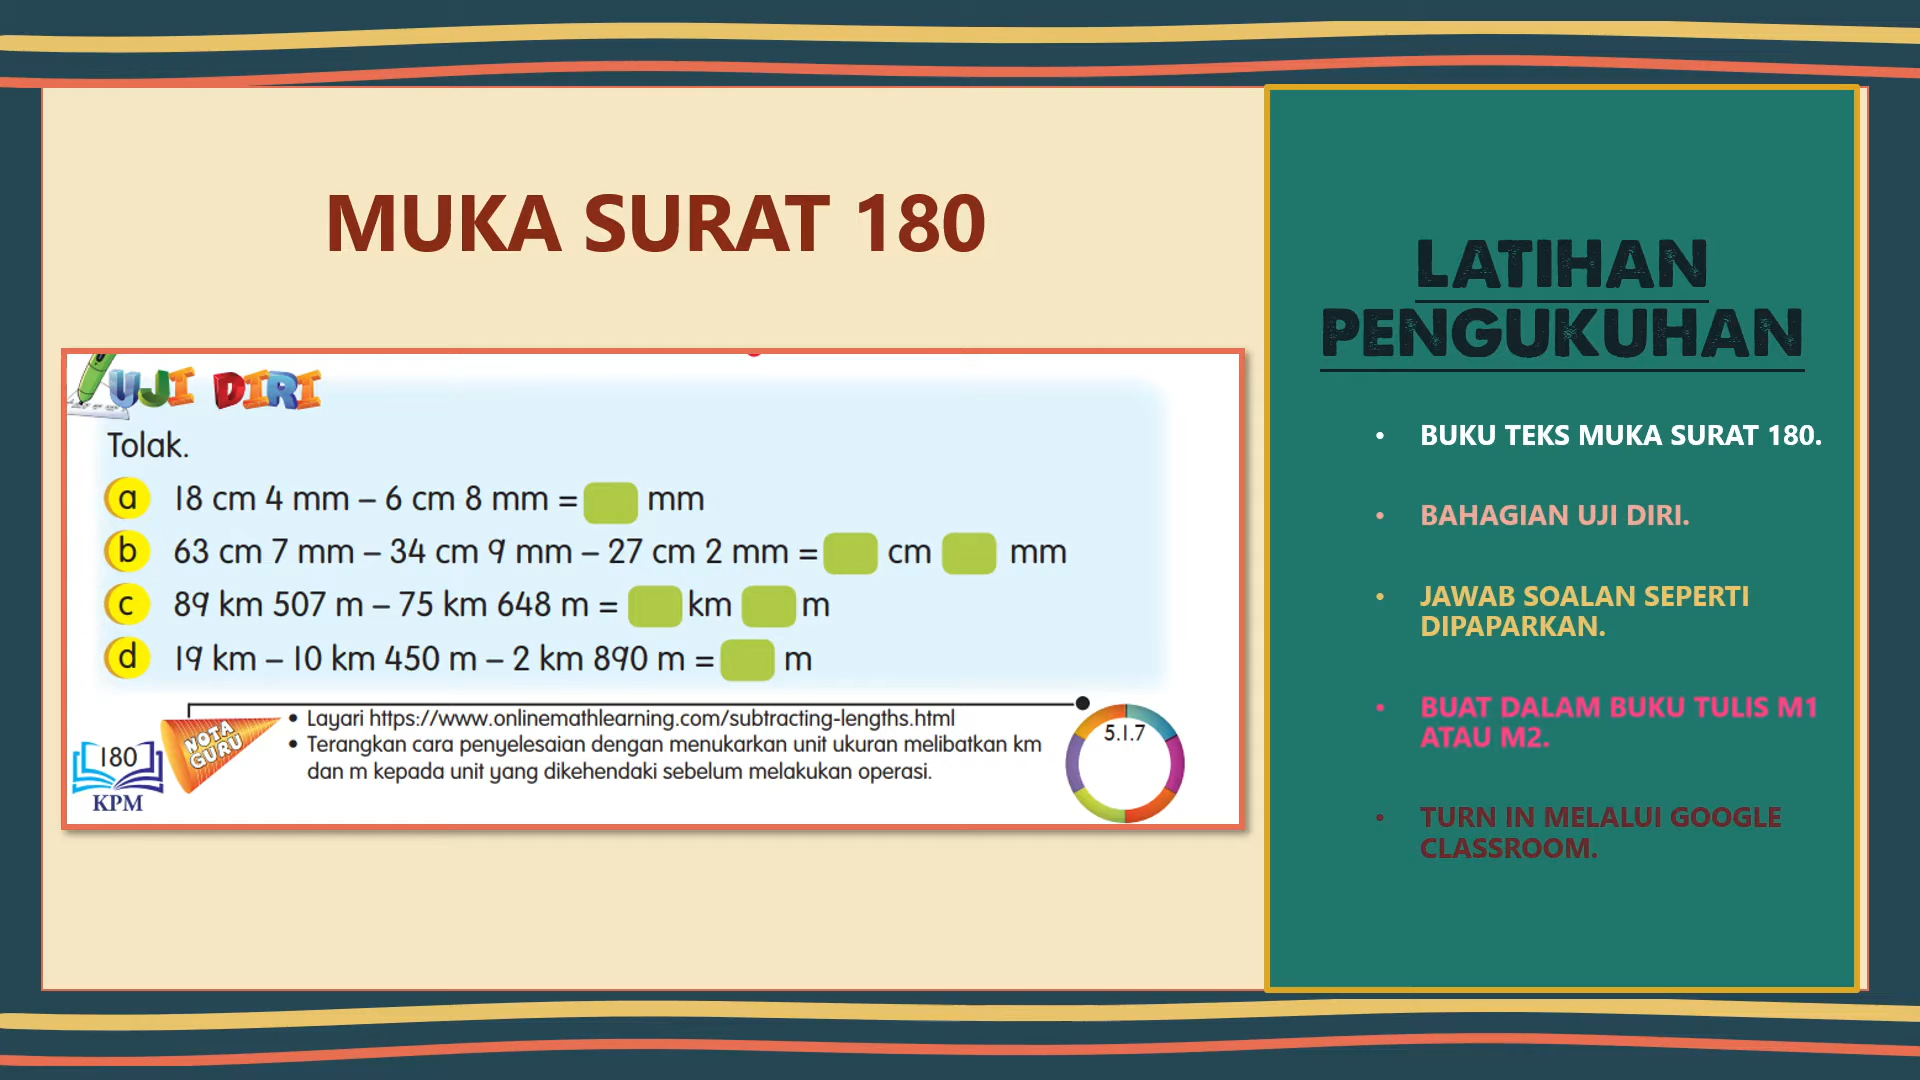 MUKA SURAT 180
UJI DIRI
Tolak.
a 18 cm 4 mm – 6 cm 8 mm = mm
b 63 cm 7 mm – 34 cm 9 mm – 27 cm 2 mm = cm mm
c 89 km 507 m – 75 km 648 m = km m
d 19 km – 10 km 450 m – 2 km 890 m = m
NOTA
GURU
• Layari https://www.onlinemathlearning.com/subtracting-lengths.html
• Terangkan cara penyelesaian dengan menukarkan unit ukuran melibatkan km
dan m kepada unit yang dikehendaki sebelum melakukan operasi.
180
KPM
5.1.7
LATIHAN
PENGUKUHAN
• BUKU TEKS MUKA SURAT 180.
• BAHAGIAN UJI DIRI.
• JAWAB SOALAN SEPERTI
DIPAPARKAN.
• BUAT DALAM BUKU TULIS M1
ATAU M2.
• TURN IN MELALUI GOOGLE
CLASSROOM.